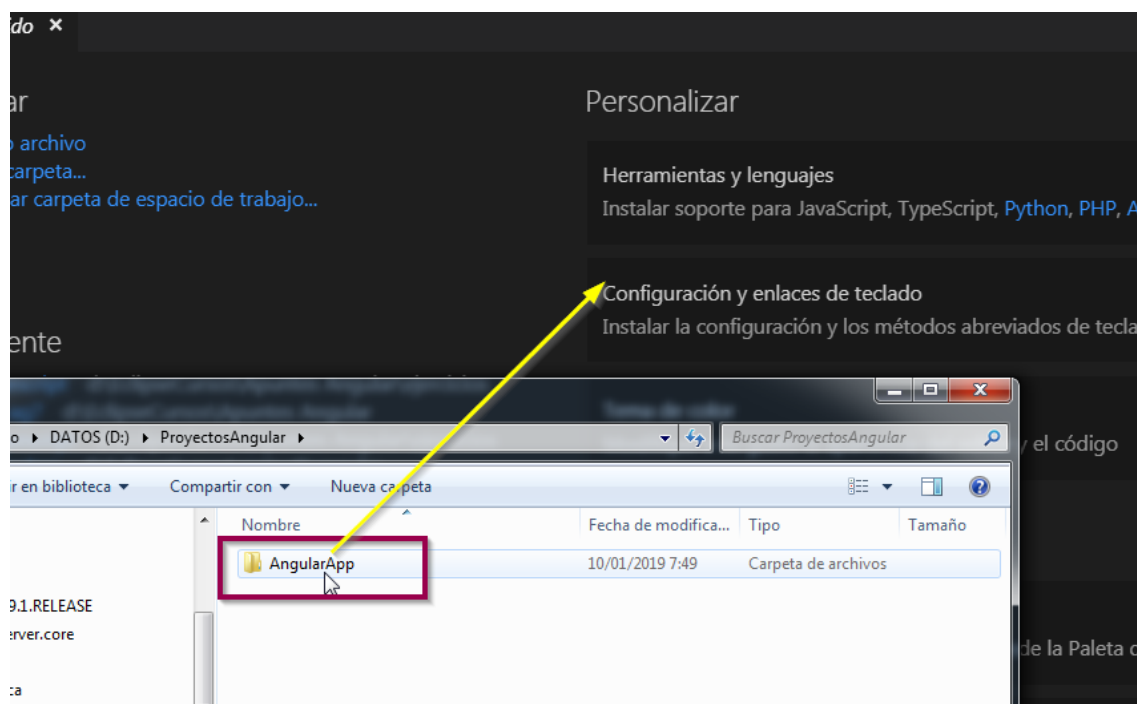 do ×
ar
Personalizar
o archivo
carpeta...
ar carpeta de espacio de trabajo...
Herramientas y lenguajes
Instalar soporte para JavaScript, TypeScript, Python, PHP, A
Configuración y enlaces de teclado
Instalar la configuración y los métodos abreviados de tecla
ente
o ▸ DATOS (D:) ▸ ProyectosAngular ▸
Buscar ProyectosAngular
y el código
ir en biblioteca
Compartir con
Nueva carpeta
Nombre
Fecha de modifica...
Tipo
Tamaño
AngularApp
10/01/2019 7:49
Carpeta de archivos
9.1.RELEASE
erver.core
de la Paleta c
ca